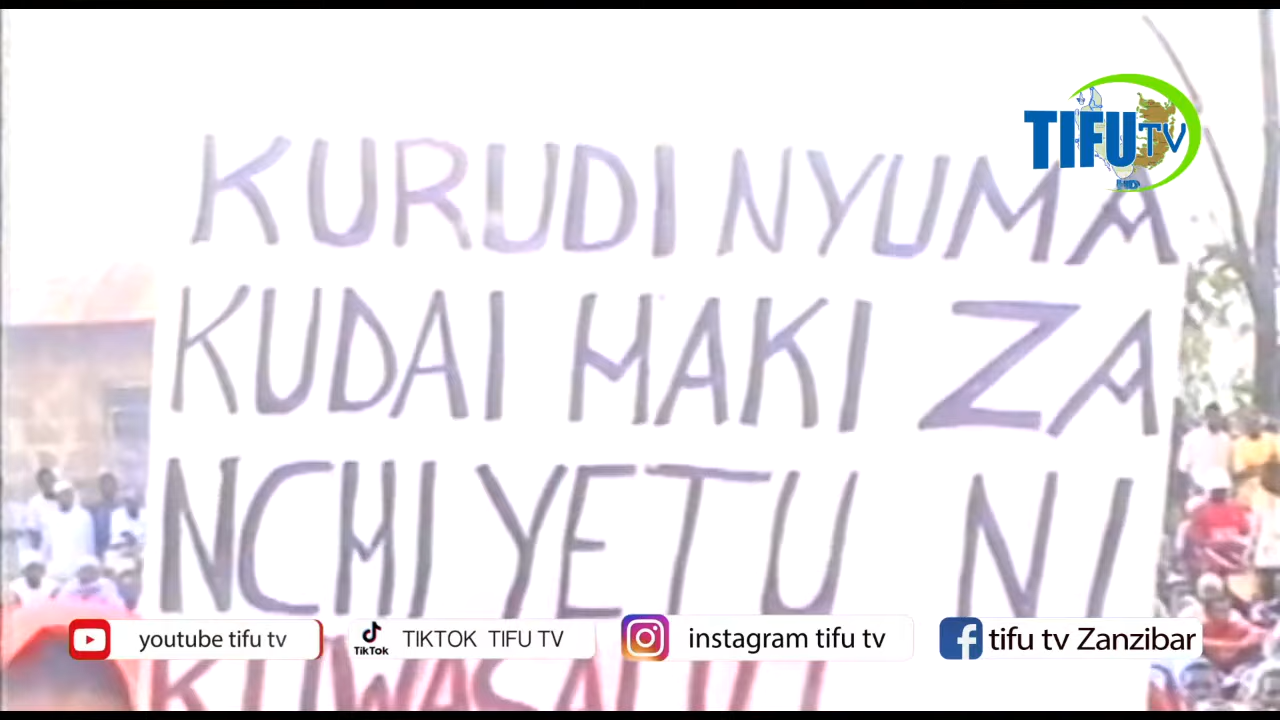 TIFU TV
KURUDI NYUMA
KUDAI HAKI ZA
NCHI YETU NI
KUWASALITI
youtube tifu tv
TikTok
TIKTOK TIFU TV
instagram tifu tv
tifu tv Zanzibar